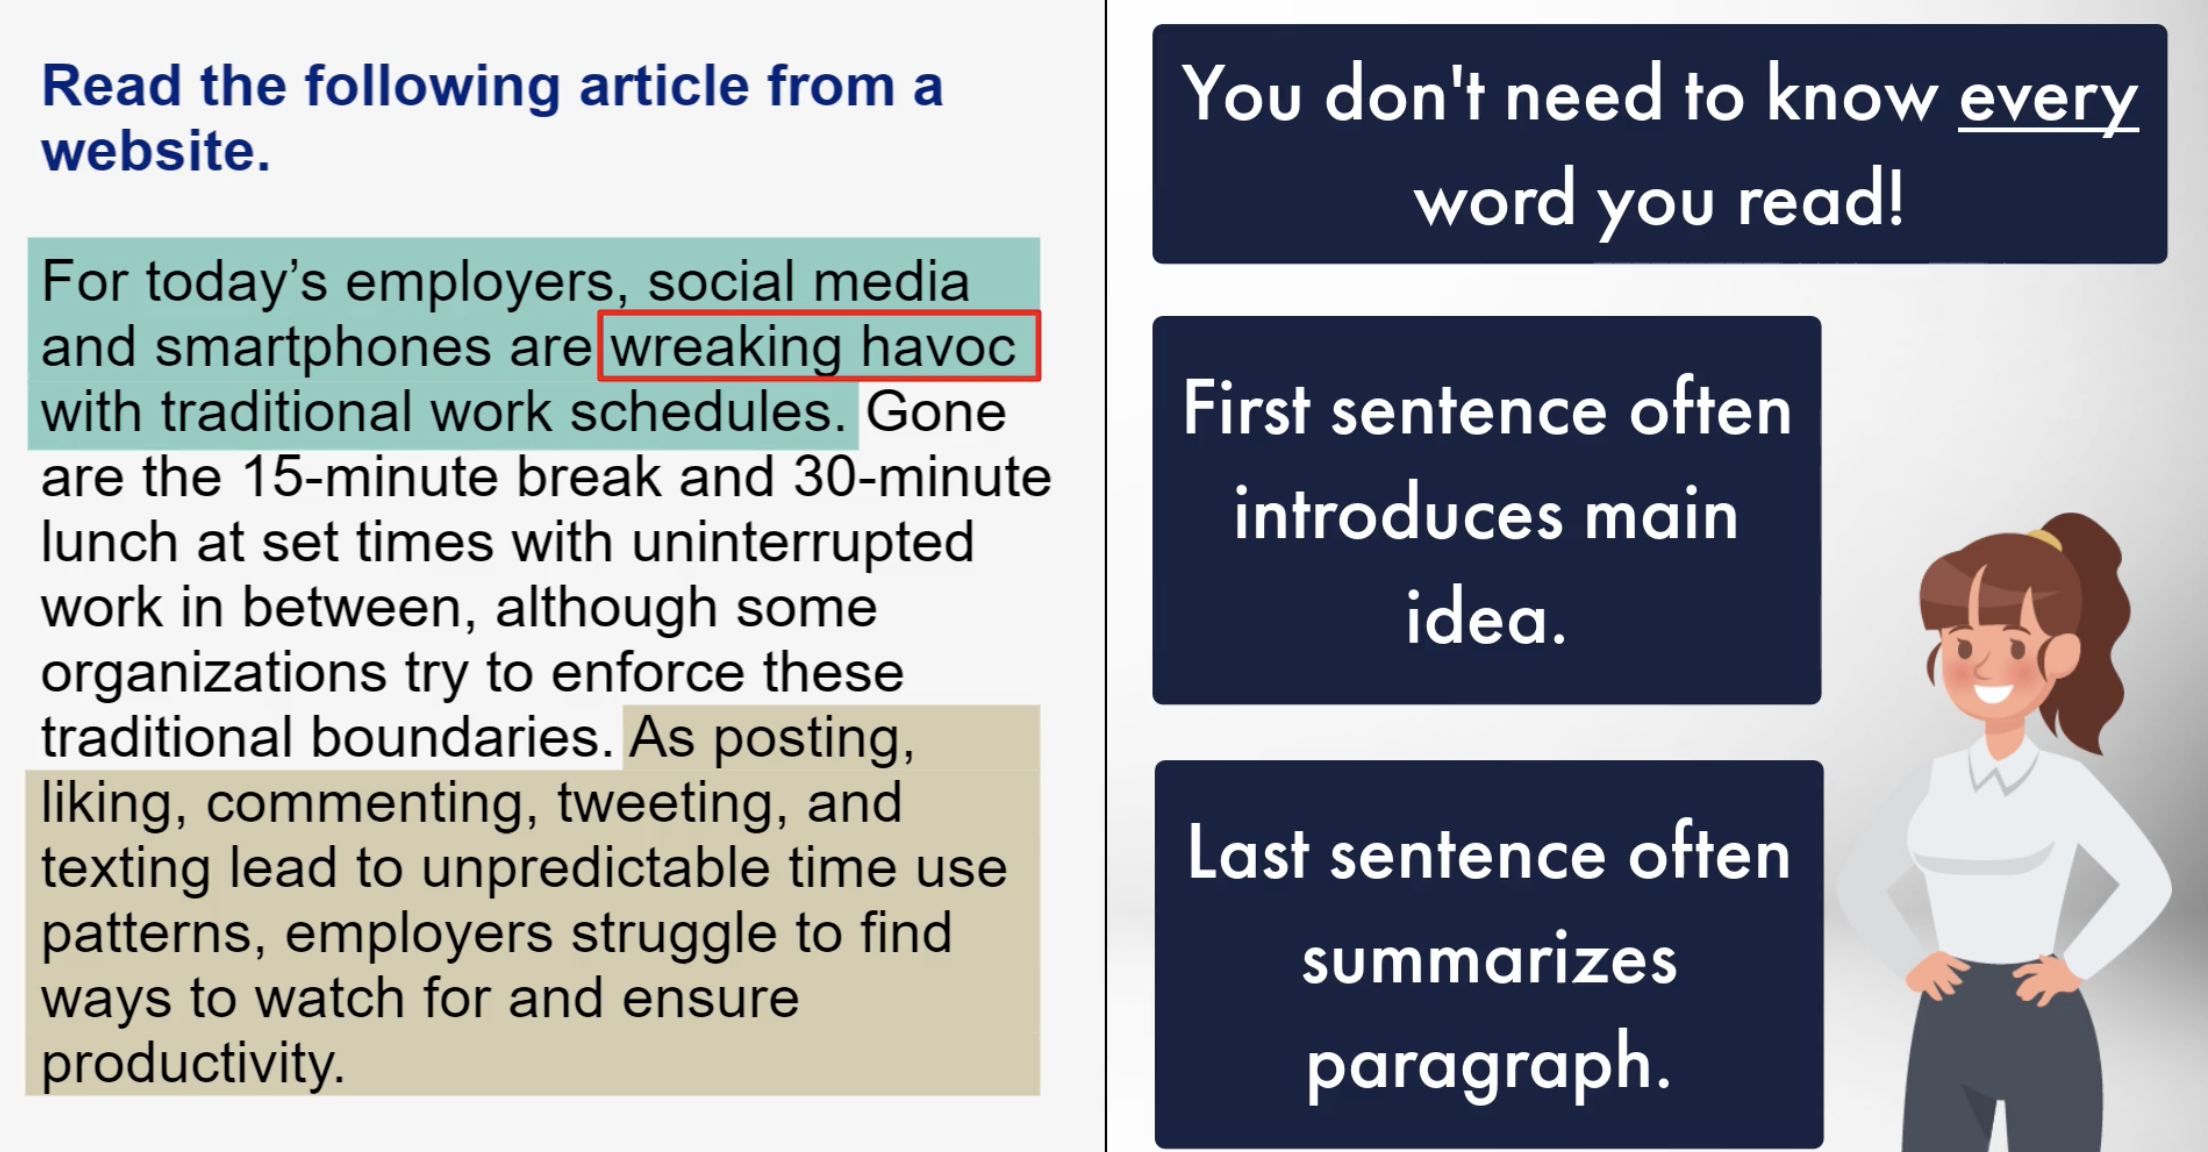 Read the following article from a
website.
For today’s employers, social media
and smartphones are wreaking havoc
with traditional work schedules. Gone
are the 15-minute break and 30-minute
lunch at set times with uninterrupted
work in between, although some
organizations try to enforce these
traditional boundaries. As posting,
liking, commenting, tweeting, and
texting lead to unpredictable time use
patterns, employers struggle to find
ways to watch for and ensure
productivity.
You don't need to know every
word you read!
First sentence often
introduces main
idea.
Last sentence often
summarizes
paragraph.